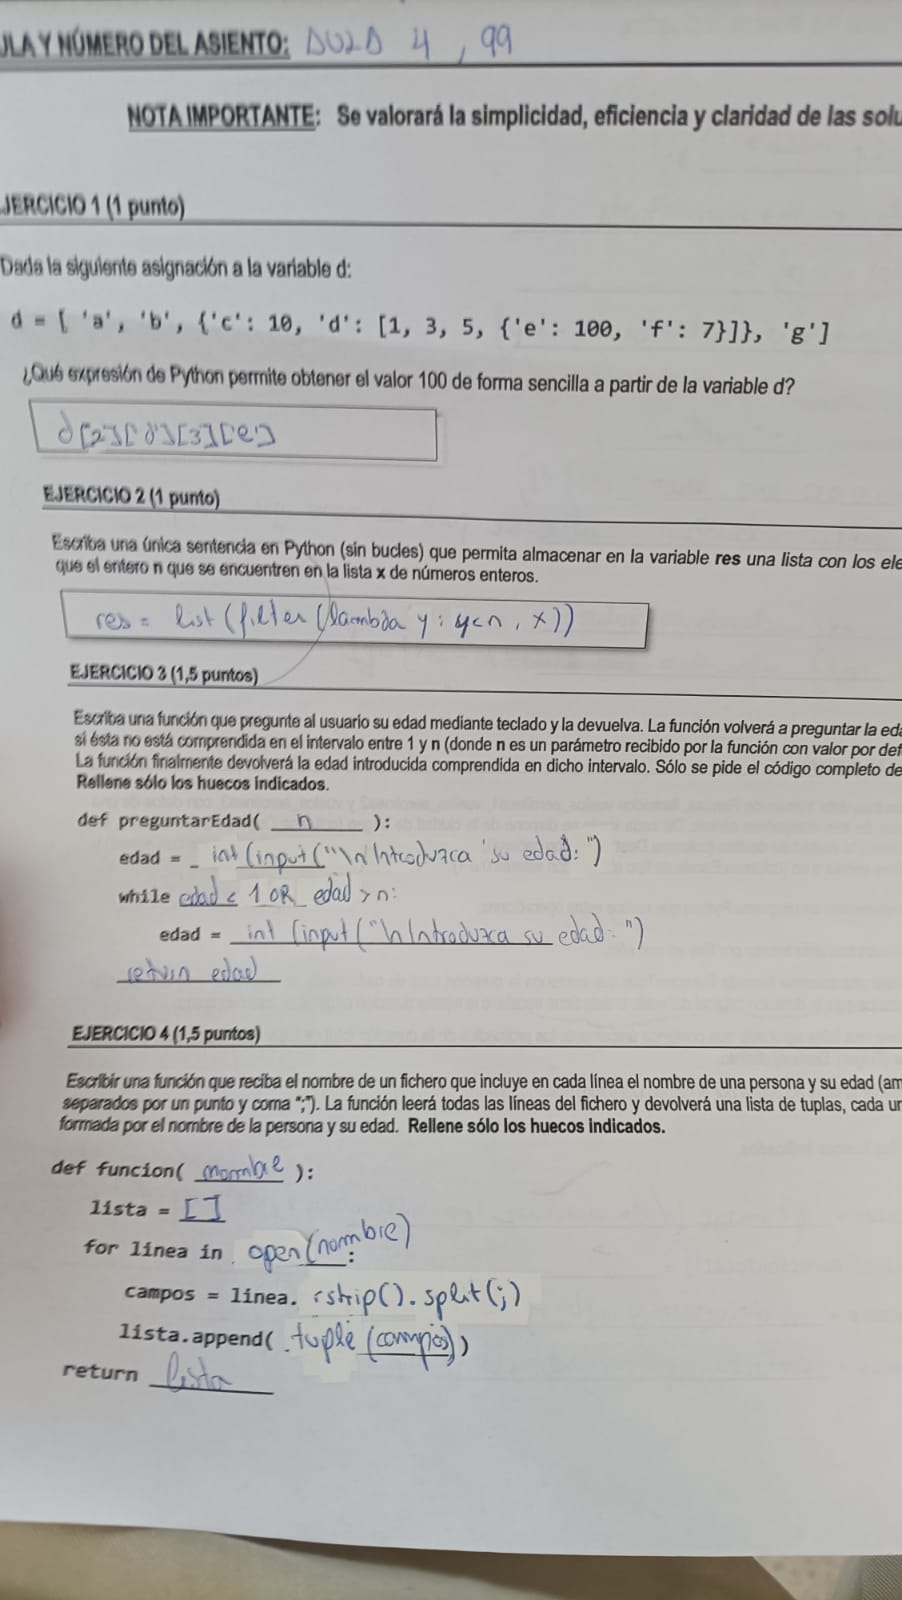 ULA Y NÚMERO DEL ASIENTO: AULA 4, 99
NOTA IMPORTANTE: Se valorará la simplicidad, eficiencia y claridad de las solu
JERCICIO 1 (1 punto)
Dada la siguiente asignación a la variable d:
d = [ 'a', 'b', {'c': 10, 'd': [1, 3, 5, {'e': 100, 'f': 7}]}, 'g']
¿Qué expresión de Python permite obtener el valor 100 de forma sencilla a partir de la variable d?
d[2]['d'][3]['e']
EJERCICIO 2 (1 punto)
Escriba una única sentencia en Python (sin bucles) que permita almacenar en la variable res una lista con los ele
que el entero n que se encuentren en la lista x de números enteros.
res = list(filter(lambda y: y<n, x))
EJERCICIO 3 (1,5 puntos)
Escriba una función que pregunte al usuario su edad mediante teclado y la devuelva. La función volverá a preguntar la eda
si ésta no está comprendida en el intervalo entre 1 y n (donde n es un parámetro recibido por la función con valor por def
La función finalmente devolverá la edad introducida comprendida en dicho intervalo. Sólo se pide el código completo de
Rellene sólo los huecos indicados.
def preguntarEdad( n ):
edad = int(input("\n Introduzca su edad: ")
while edad < 1 OR edad > n:
edad = int(input("\n Introduzca su edad: ")
return edad
EJERCICIO 4 (1,5 puntos)
Escribir una función que reciba el nombre de un fichero que incluye en cada línea el nombre de una persona y su edad (am
separados por un punto y coma ";"). La función leerá todas las líneas del fichero y devolverá una lista de tuplas, cada un
formada por el nombre de la persona y su edad. Rellene sólo los huecos indicados.
def funcion( nombre ):
lista = []
for linea in open(nombre):
campos = linea. rstrip().split(;)
lista.append( tuple(campos))
return lista